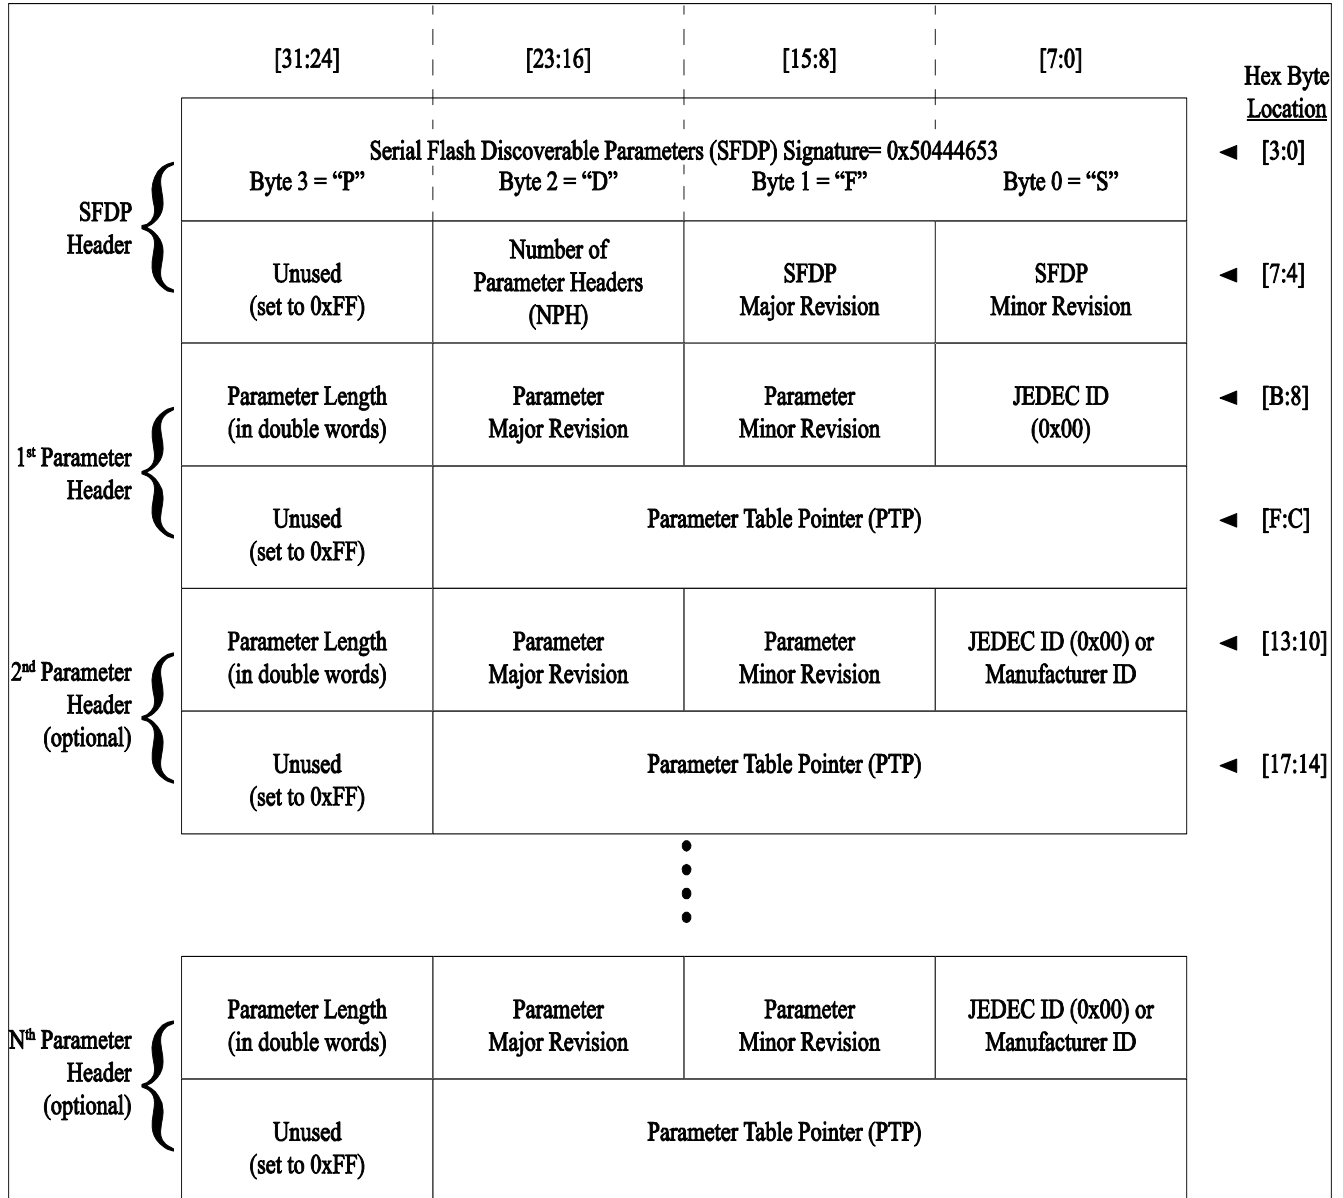 [31:24] [23:16] [15:8] [7:0]
Hex Byte
Location
Serial Flash Discoverable Parameters (SFDP) Signature= 0x50444653
Byte 3 = “P” Byte 2 = “D” Byte 1 = “F” Byte 0 = “S”
[3:0]
SFDP
Header
Unused
(set to 0xFF)
Number of
Parameter Headers
(NPH)
SFDP
Major Revision
SFDP
Minor Revision
[7:4]
1st Parameter
Header
Parameter Length
(in double words)
Parameter
Major Revision
Parameter
Minor Revision
JEDEC ID
(0x00)
[B:8]
Unused
(set to 0xFF)
Parameter Table Pointer (PTP)
[F:C]
2nd Parameter
Header
(optional)
Parameter Length
(in double words)
Parameter
Major Revision
Parameter
Minor Revision
JEDEC ID (0x00) or
Manufacturer ID
[13:10]
Unused
(set to 0xFF)
Parameter Table Pointer (PTP)
[17:14]
Nth Parameter
Header
(optional)
Parameter Length
(in double words)
Parameter
Major Revision
Parameter
Minor Revision
JEDEC ID (0x00) or
Manufacturer ID
Unused
(set to 0xFF)
Parameter Table Pointer (PTP)